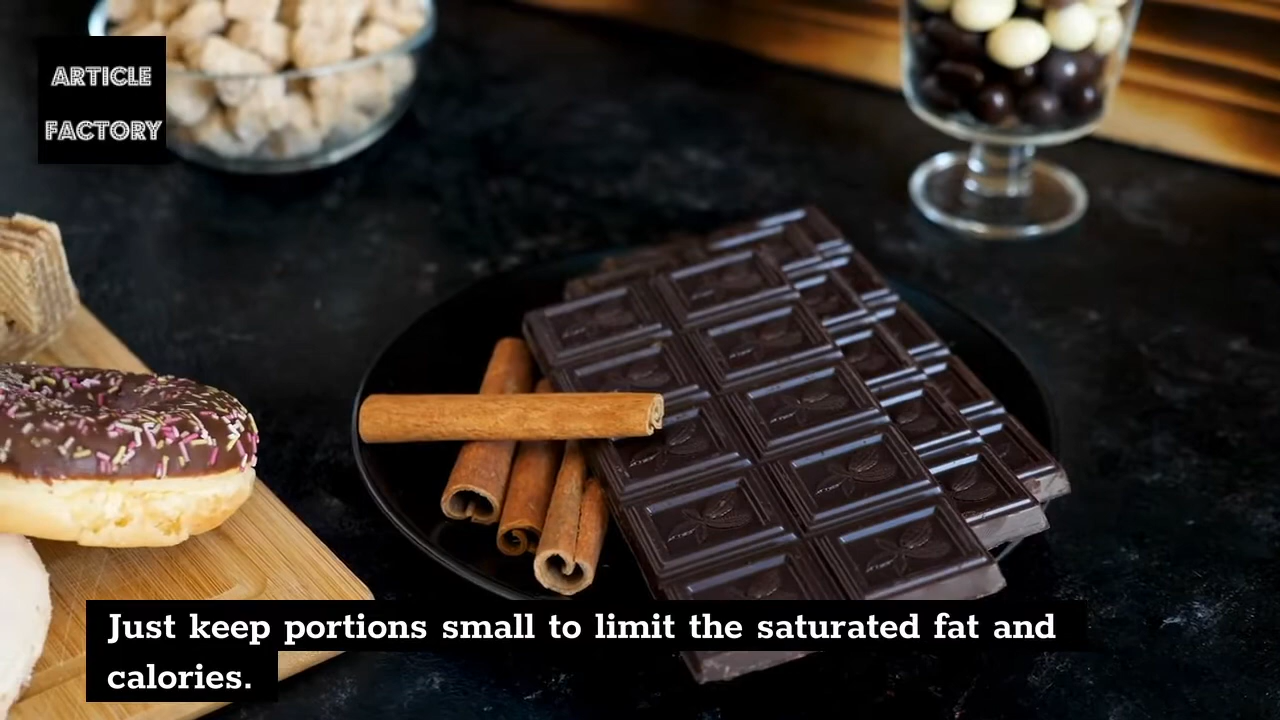 ARTICLE
FACTORY
Just keep portions small to limit the saturated fat and
calories.